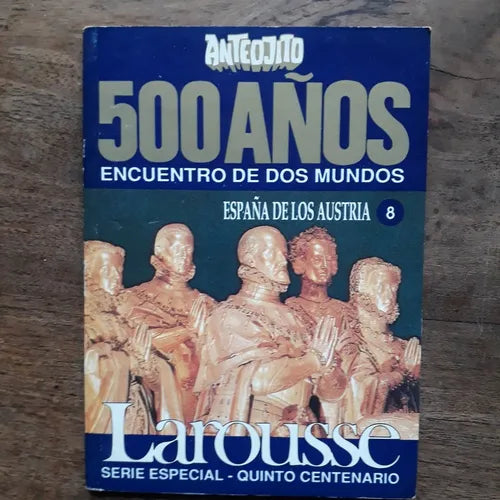 ANTEOJITO
500 AÑOS
ENCUENTRO DE DOS MUNDOS
ESPAÑA DE LOS AUSTRIA 8
Larousse
SERIE ESPECIAL - QUINTO CENTENARIO